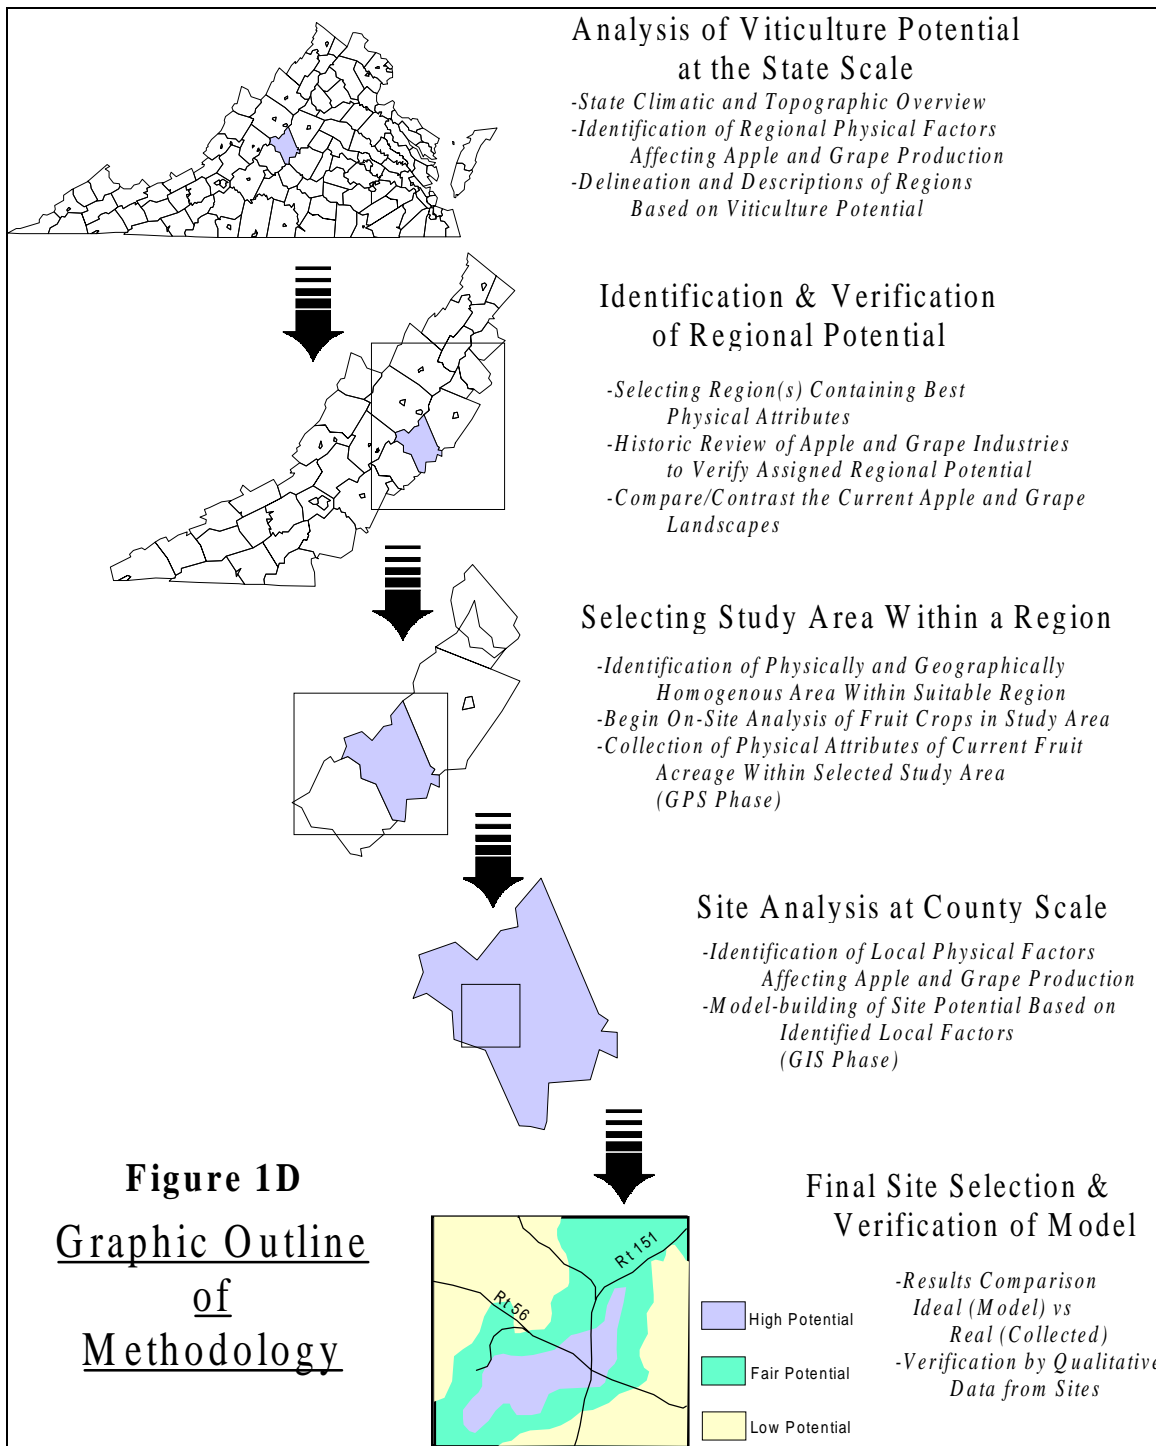 Analysis of Viticulture Potential
at the State Scale
-State Climatic and Topographic Overview
-Identification of Regional Physical Factors
Affecting Apple and Grape Production
-Delineation and Descriptions of Regions
Based on Viticulture Potential
Identification & Verification
of Regional Potential
-Selecting Region(s) Containing Best
Physical Attributes
-Historic Review of Apple and Grape Industries
to Verify Assigned Regional Potential
-Compare/Contrast the Current Apple and Grape
Landscapes
Selecting Study Area Within a Region
-Identification of Physically and Geographically
Homogenous Area Within Suitable Region
-Begin On-Site Analysis of Fruit Crops in Study Area
-Collection of Physical Attributes of Current Fruit
Acreage Within Selected Study Area
(GPS Phase)
Site Analysis at County Scale
-Identification of Local Physical Factors
Affecting Apple and Grape Production
-Model-building of Site Potential Based on
Identified Local Factors
(GIS Phase)
Figure 1D
Graphic Outline
of
Methodology
Final Site Selection &
Verification of Model
-Results Comparison
Ideal (Model) vs
Real (Collected)
-Verification by Qualitative
Data from Sites
Rt 151
Rt 56
High Potential
Fair Potential
Low Potential